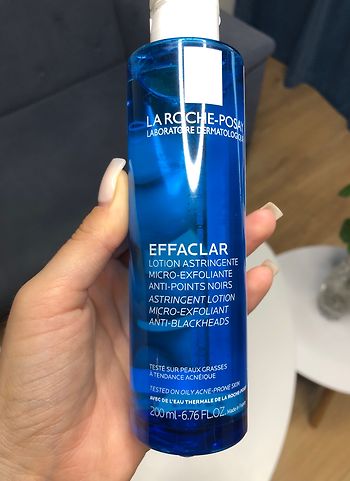 LA ROCHE-POSAY
LABORATOIRE DERMATOLOGIQUE
EFFACLAR
LOTION ASTRINGENTE
MICRO-EXFOLIANTE
ANTI-POINTS NOIRS
ASTRINGENT LOTION
MICRO-EXFOLIANT
ANTI-BLACKHEADS
TESTÉ SUR PEAUX GRASSES
À TENDANCE ACNÉIQUE
TESTED ON OILY ACNE-PRONE SKIN
AVEC DE L'EAU THERMALE DE LA ROCHE
200 ml-6.76 FL.OZ. Made in